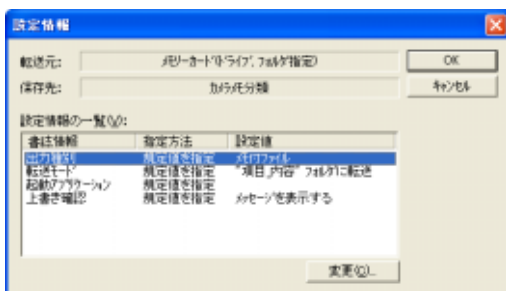 設定情報
転送元: メモリーカード(ドライブ, フォルダ指定)
OK
保存先: カメラメモ分類
キャンセル
設定情報の一覧(V):
書誌情報 指定方法 設定値
出力種別 規定値を指定 メモリファイル
転送モード 規定値を指定 "項目_内容" フォルダに転送
起動アプリケーション 規定値を指定
上書き確認 規定値を指定 メッセージを表示する
変更(C)...